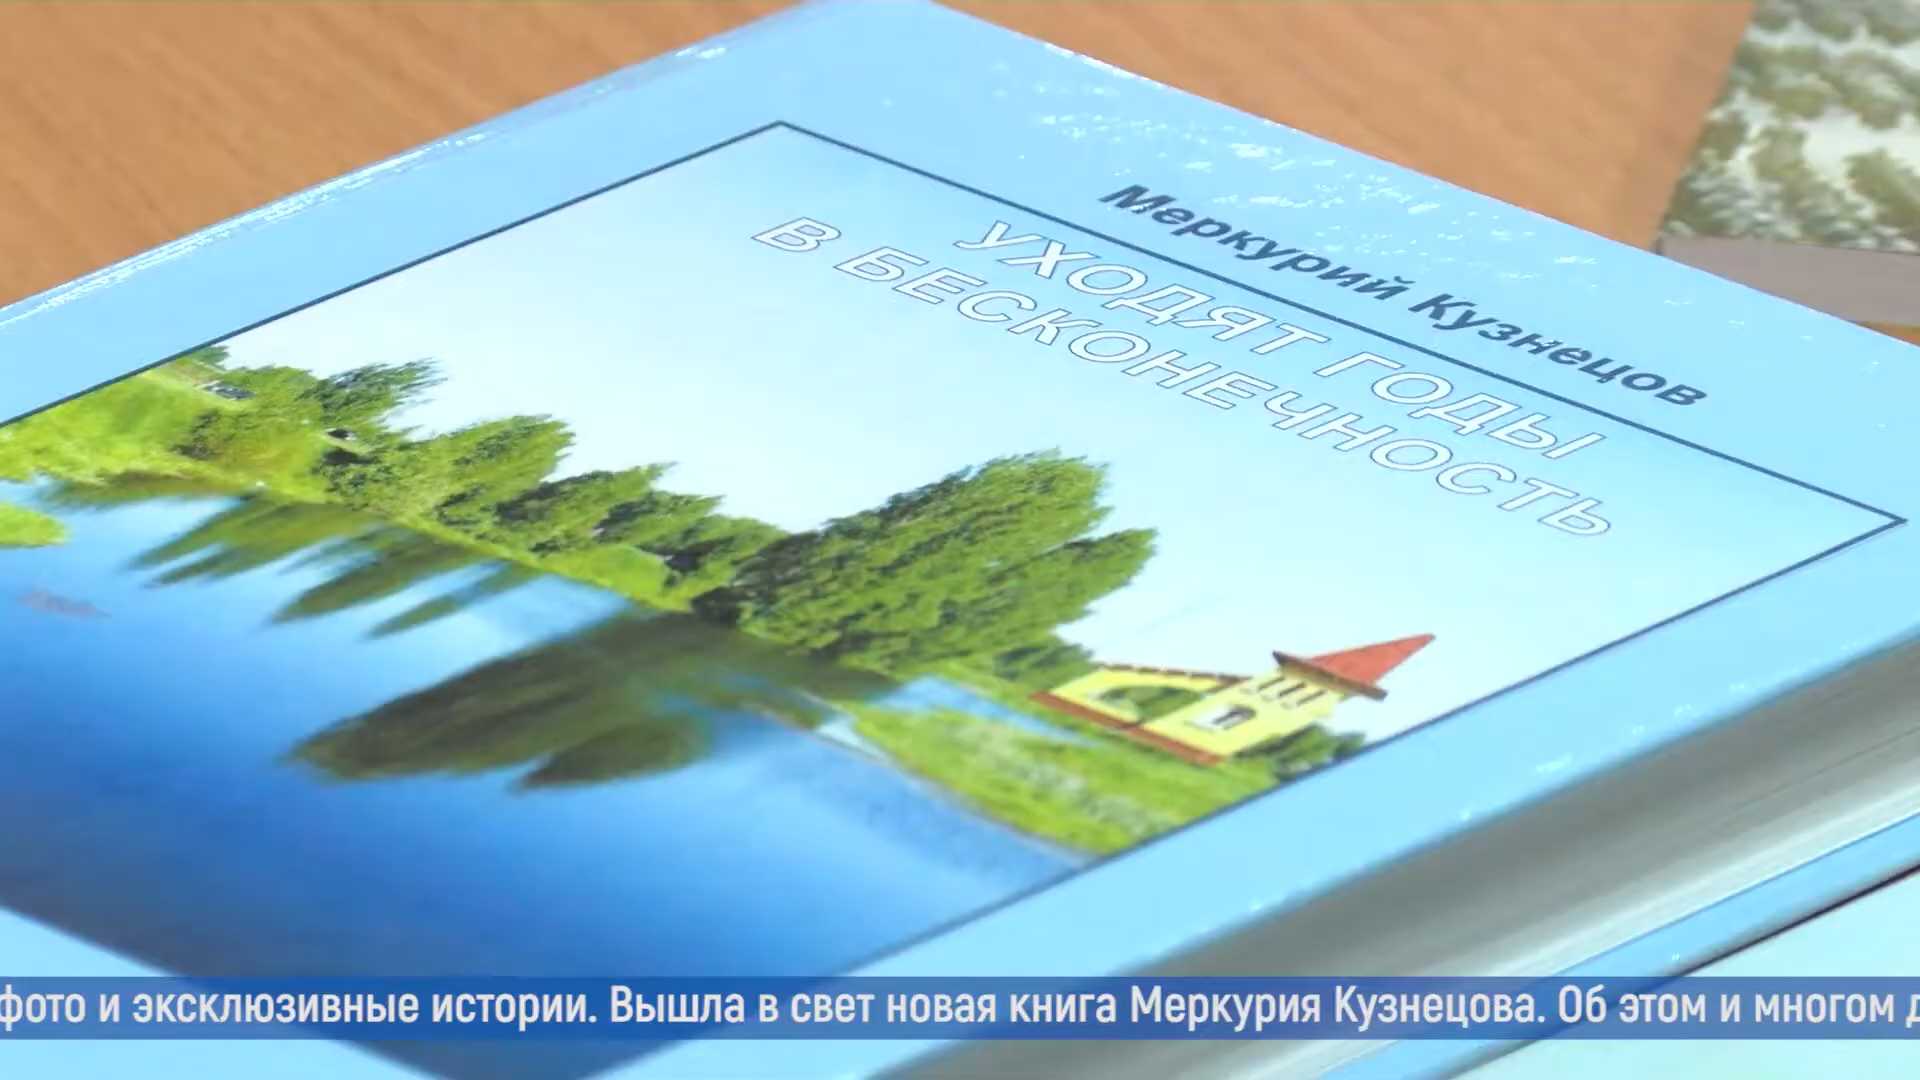 Меркурий Кузнецов
УХОДЯТ ГОДЫ
В БЕСКОНЕЧНОСТЬ
фото и эксклюзивные истории. Вышла в свет новая книга Меркурия Кузнецова. Об этом и многом